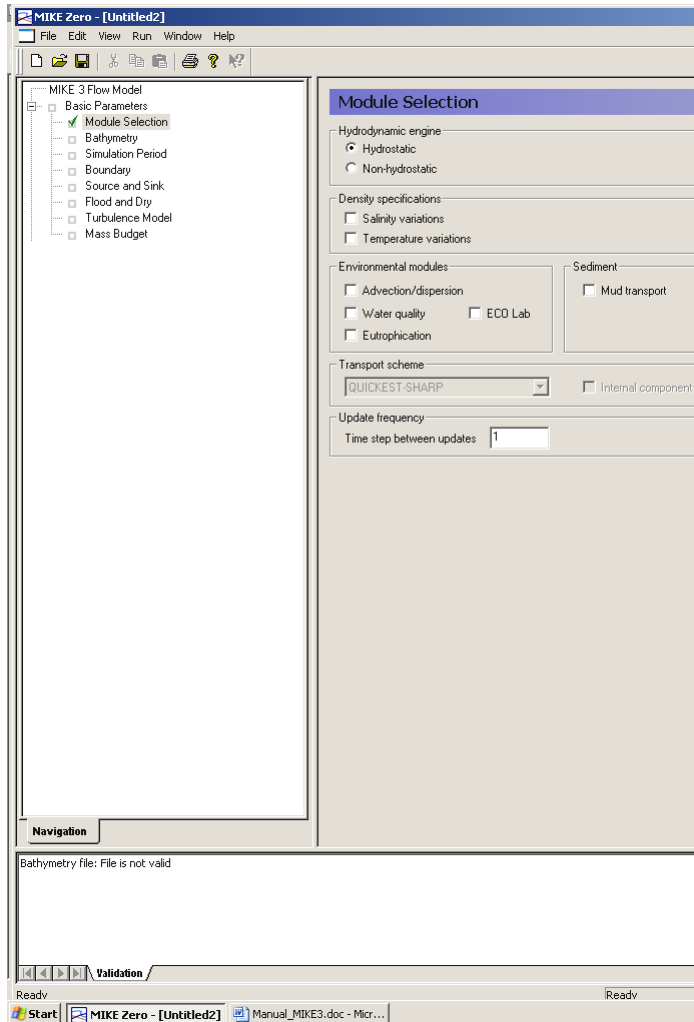 MIKE Zero - [Untitled2]
File Edit View Run Window Help
MIKE 3 Flow Model
Basic Parameters
Module Selection
Bathymetry
Simulation Period
Boundary
Source and Sink
Flood and Dry
Turbulence Model
Mass Budget
Navigation
Module Selection
Hydrodynamic engine
Hydrostatic
Non-hydrostatic
Density specifications
Salinity variations
Temperature variations
Environmental modules
Advection/dispersion
Water quality ECO Lab
Eutrophication
Sediment
Mud transport
Transport scheme
QUICKEST-SHARP Internal component
Update frequency
Time step between updates 1
Bathymetry file: File is not valid
Validation
Ready Ready
Start MIKE Zero - [Untitled2] Manual_MIKE3.doc - Micr...